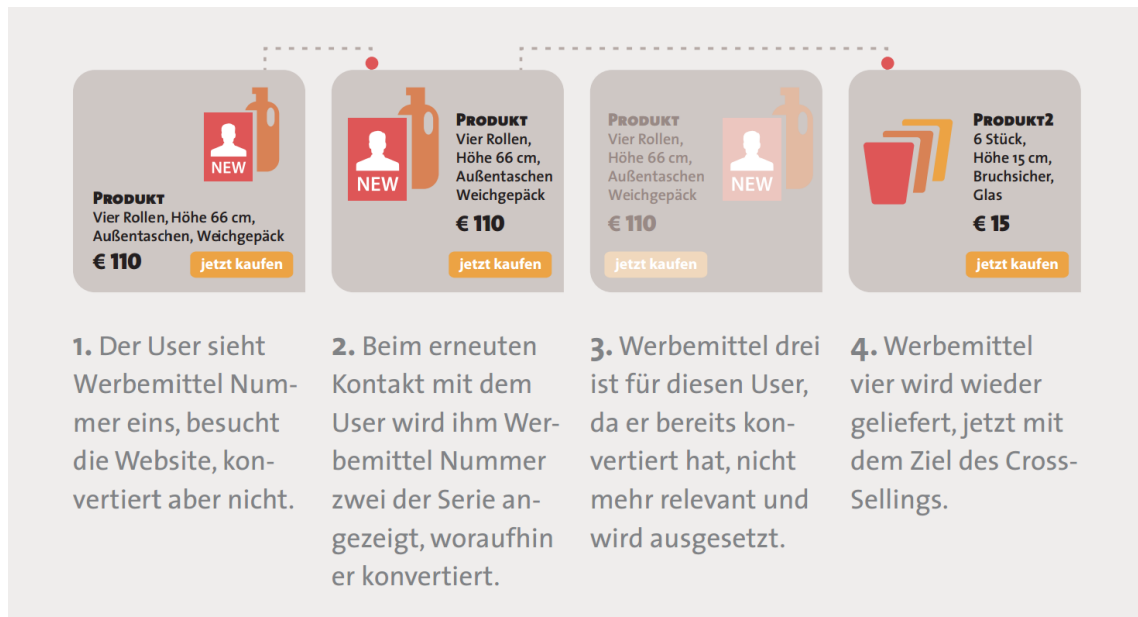 NEW
PRODUKT
Vier Rollen, Höhe 66 cm,
Außentaschen, Weichgepäck
€ 110
jetzt kaufen
NEW
PRODUKT
Vier Rollen,
Höhe 66 cm,
Außentaschen
Weichgepäck
€ 110
jetzt kaufen
PRODUKT
Vier Rollen,
Höhe 66 cm,
Außentaschen
Weichgepäck
€ 110
jetzt kaufen
NEW
PRODUKT2
6 Stück,
Höhe 15 cm,
Bruchsicher,
Glas
€ 15
jetzt kaufen
1. Der User sieht
Werbemittel Num-
mer eins, besucht
die Website, kon-
vertiert aber nicht.
2. Beim erneuten
Kontakt mit dem
User wird ihm Wer-
bemittel Nummer
zwei der Serie an-
gezeigt, woraufhin
er konvertiert.
3. Werbemittel drei
ist für diesen User,
da er bereits kon-
vertiert hat, nicht
mehr relevant und
wird ausgesetzt.
4. Werbemittel
vier wird wieder
geliefert, jetzt mit
dem Ziel des Cross-
Sellings.